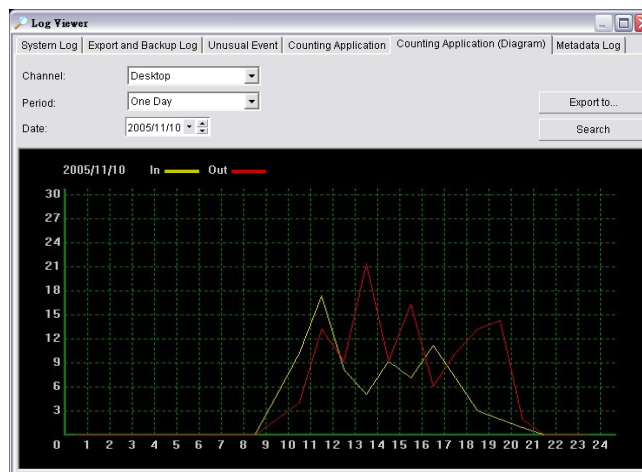 Log Viewer
System Log Export and Backup Log Unusual Event Counting Application Counting Application (Diagram) Metadata Log
Channel: Desktop
Period: One Day
Export to...
Date: 2005/11/10
Search
2005/11/10 In Out
30
27
24
21
18
15
12
9
6
3
0 1 2 3 4 5 6 7 8 9 10 11 12 13 14 15 16 17 18 19 20 21 22 23 24